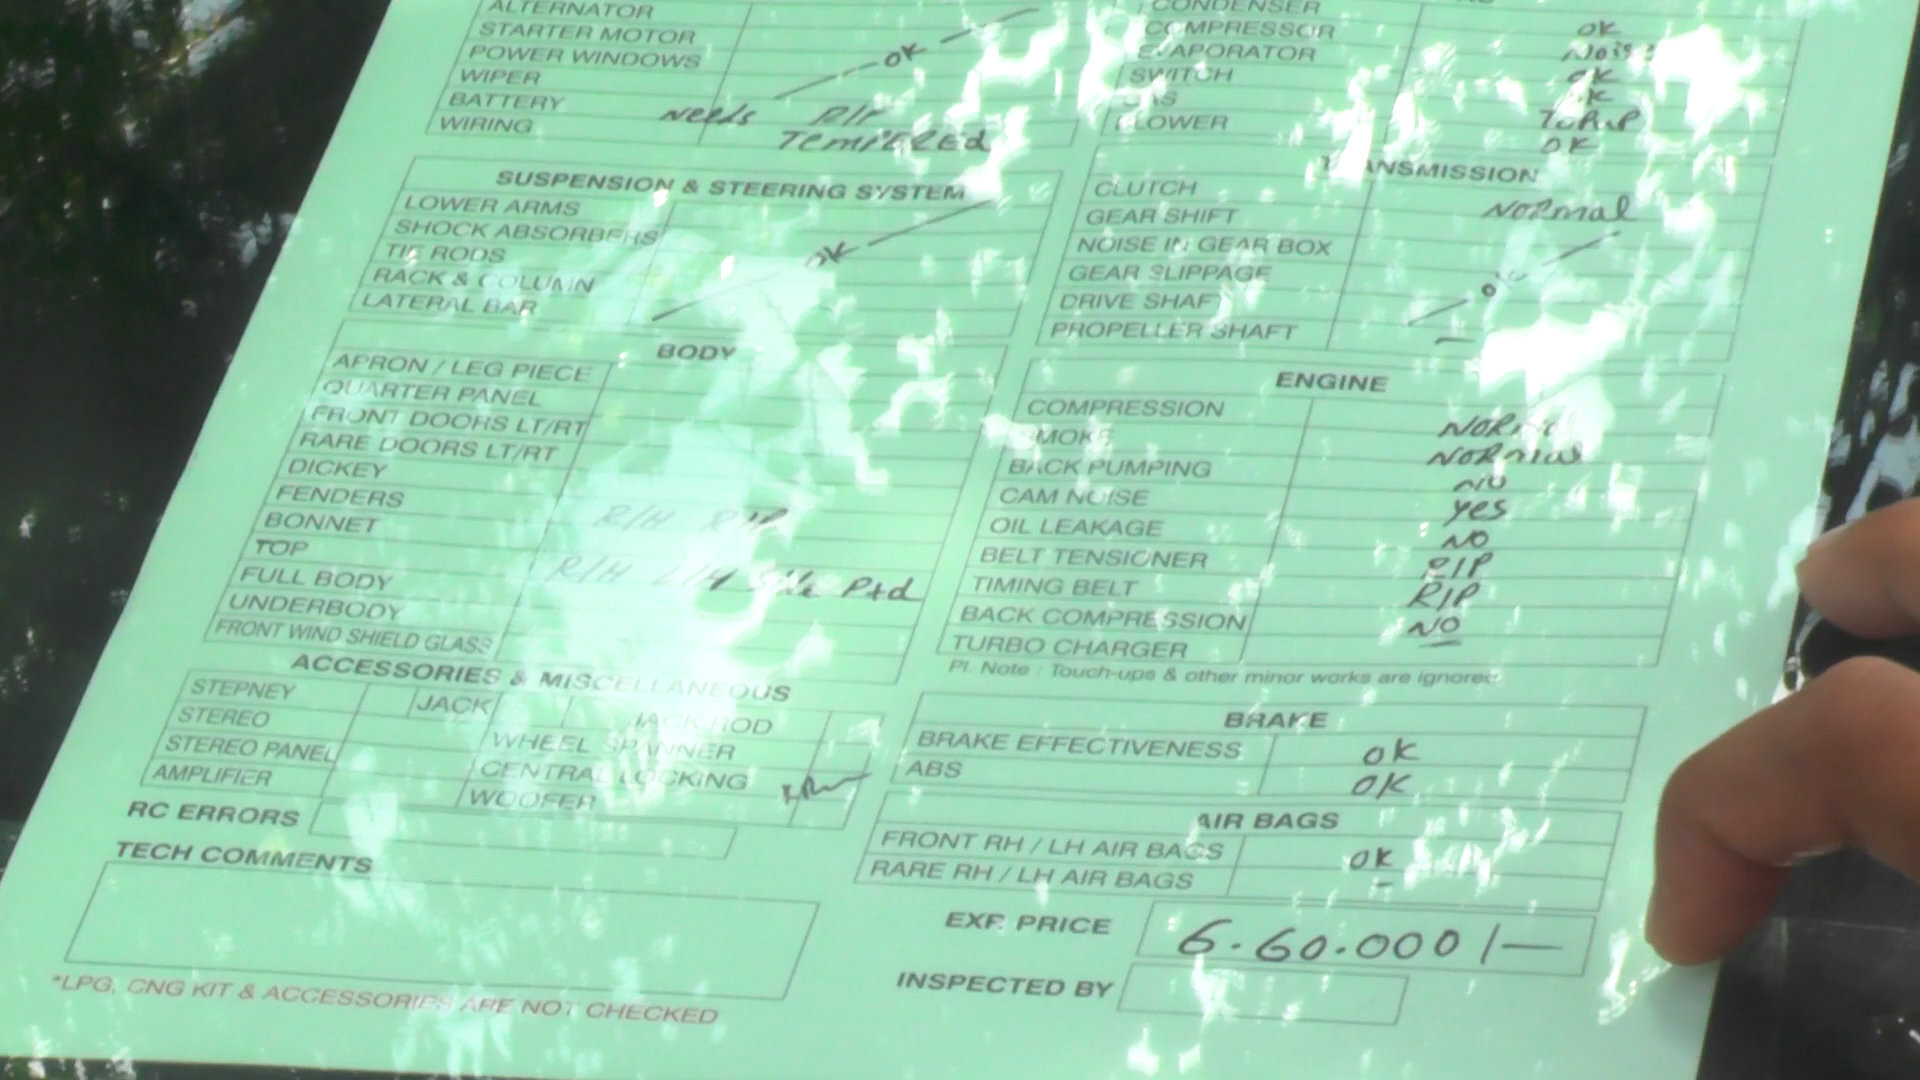 ALTERNATOR
STARTER MOTOR
POWER WINDOWS
WIPER
OK
BATTERY Needs R/P
WIRING TEMPERED
SUSPENSION & STEERING SYSTEM
LOWER ARMS
SHOCK ABSORBERS
TIE RODS OK
RACK & COLUMN
LATERAL BAR
BODY
APRON / LEG PIECE
QUARTER PANEL
FRONT DOORS LT/RT
RARE DOORS LT/RT
DICKEY
FENDERS
BONNET R/H
TOP
FULL BODY R/H Ptd
UNDERBODY
FRONT WIND SHIELD GLASS
ACCESSORIES & MISCELLANEOUS
STEPNEY JACK JACK ROD
STEREO WHEEL SPANNER
STEREO PANEL CENTRAL LOCKING
AMPLIFIER WOOFER
RC ERRORS
TECH COMMENTS
*LPG, CNG KIT & ACCESSORIES ARE NOT CHECKED
CONDENSER OK
COMPRESSOR Noise
EVAPORATOR OK
SWITCH OK
GAS
BLOWER OK
TRANSMISSION
CLUTCH NORMAL
GEAR SHIFT
NOISE IN GEAR BOX
GEAR SLIPPAGE OK
DRIVE SHAFT
PROPELLER SHAFT –
ENGINE
COMPRESSION NORMAL
SMOKE NORMAL
BACK PUMPING NO
CAM NOISE yes
OIL LEAKAGE NO
BELT TENSIONER R/P
TIMING BELT R/P
BACK COMPRESSION NO
TURBO CHARGER –
Pl. Note : Touch-ups & other minor works are ignored.
BRAKE
BRAKE EFFECTIVENESS OK
ABS OK
AIR BAGS
FRONT RH / LH AIR BAGS OK
RARE RH / LH AIR BAGS –
EXP. PRICE 6.60.000/—
INSPECTED BY